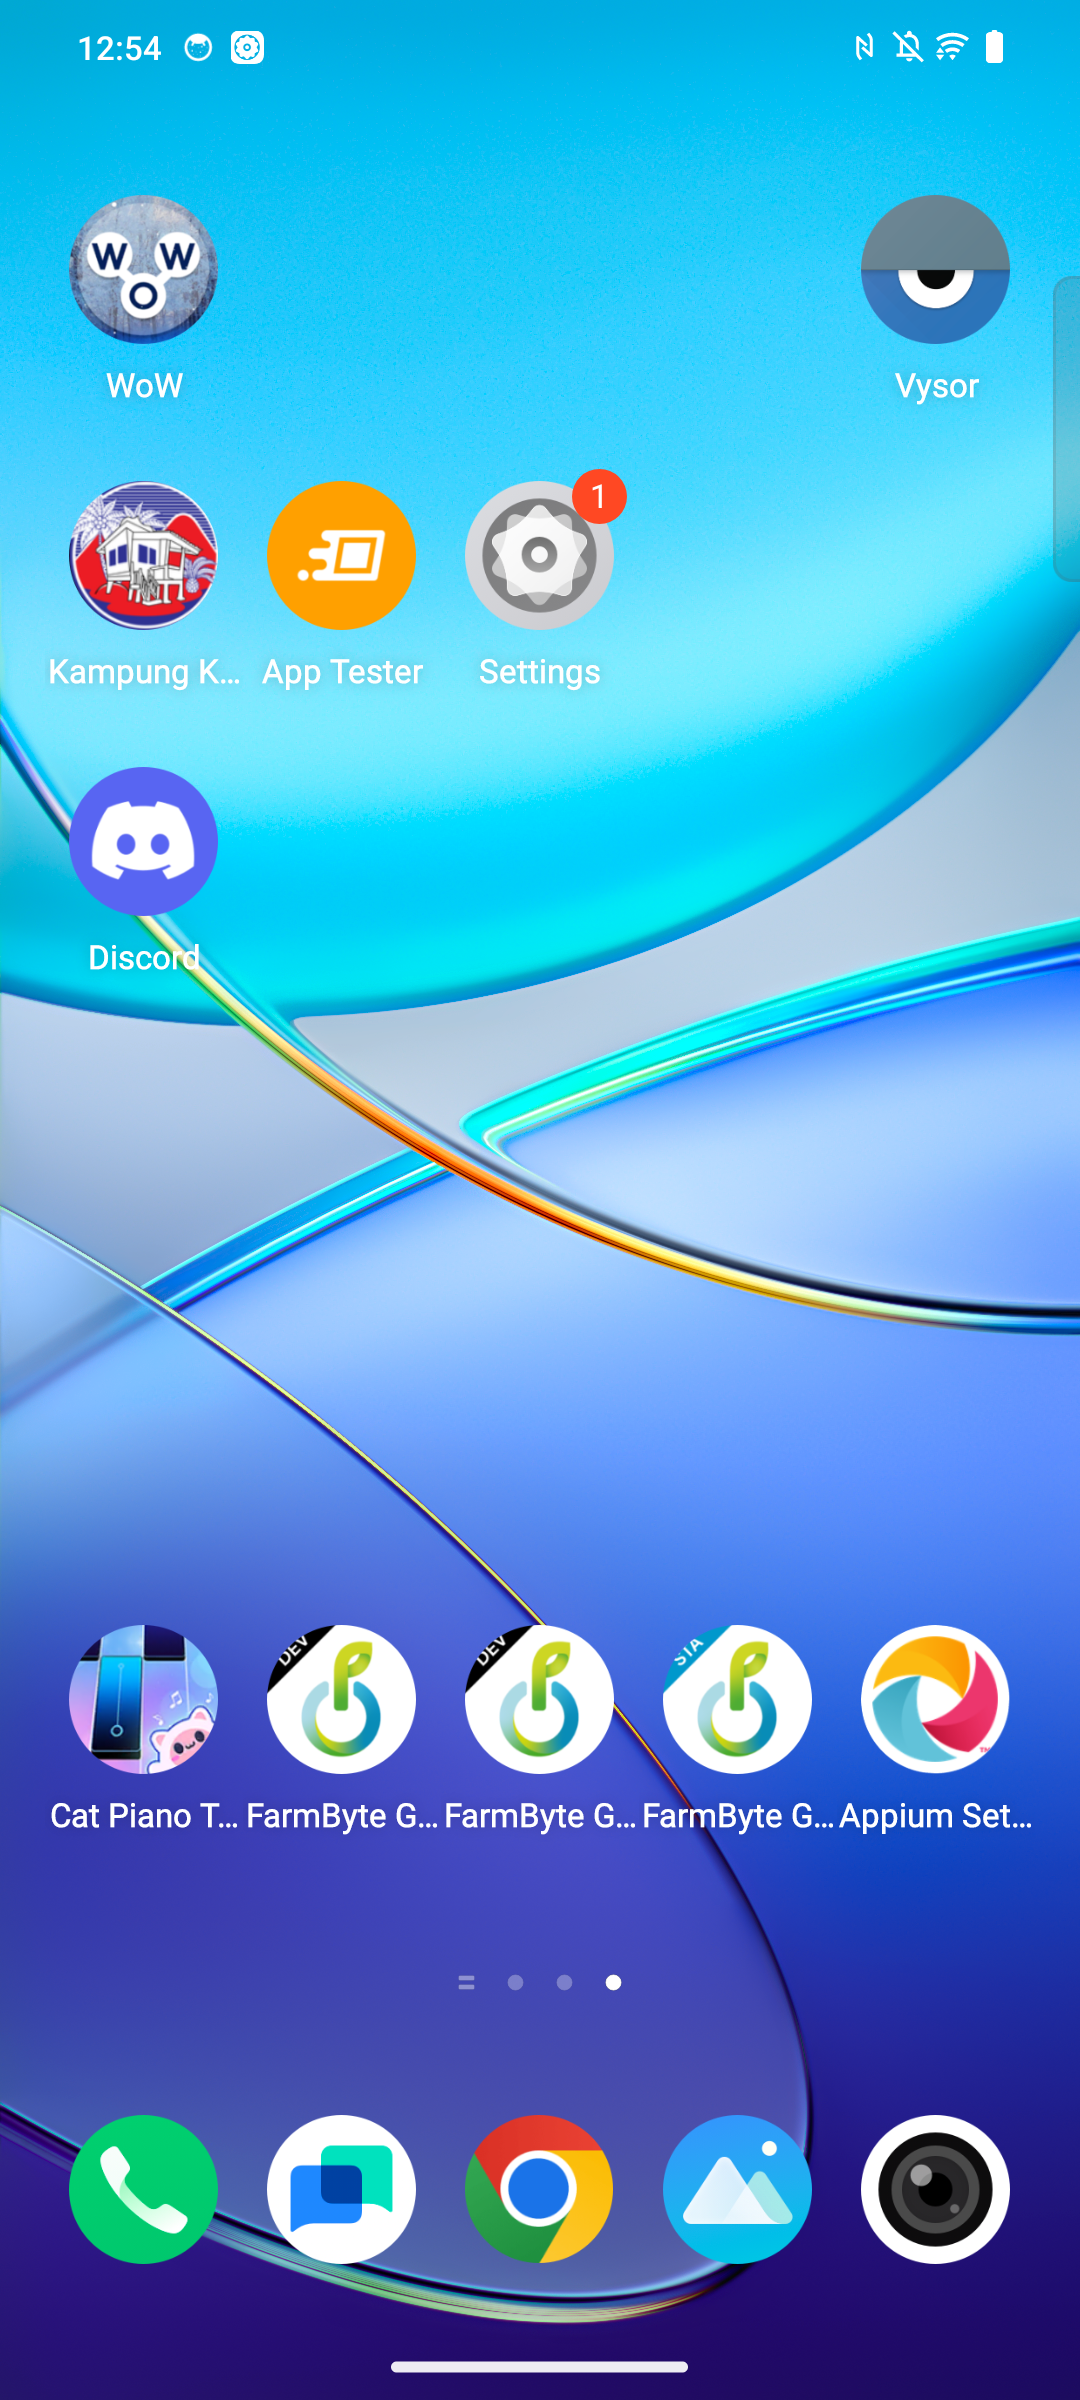 12:54
W W
O
WoW
Vysor
1
Kampung K...
App Tester
Settings
Discord
DEV
DEV
STA
TM
Cat Piano T...
FarmByte G...
FarmByte G...
FarmByte G...
Appium Set...